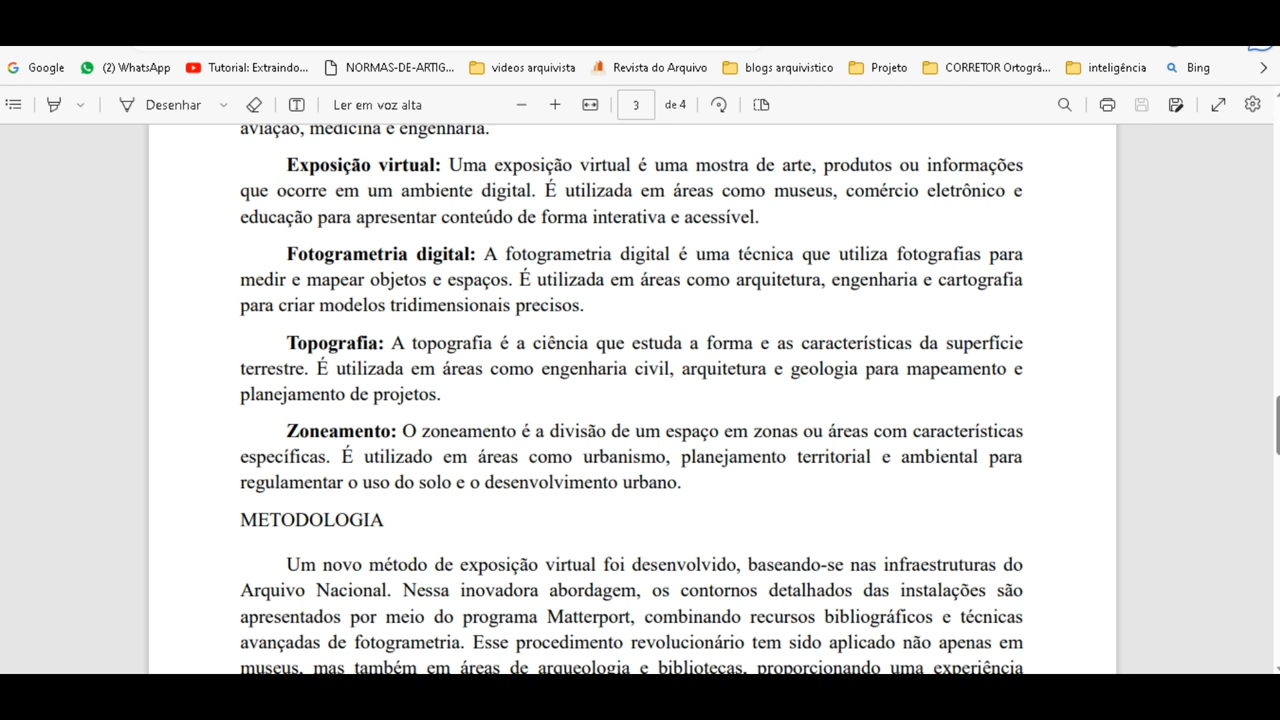 Google (2) WhatsApp Tutorial: Extraindo... NORMAS-DE-ARTIG... videos arquivista Revista do Arquivo blogs arquivistico Projeto CORRETOR Ortográ... inteligência Bing
Desenhar Ler em voz alta 3 de 4
aviação, medicina e engenharia.
Exposição virtual: Uma exposição virtual é uma mostra de arte, produtos ou informações
que ocorre em um ambiente digital. É utilizada em áreas como museus, comércio eletrônico e
educação para apresentar conteúdo de forma interativa e acessível.
Fotogrametria digital: A fotogrametria digital é uma técnica que utiliza fotografias para
medir e mapear objetos e espaços. É utilizada em áreas como arquitetura, engenharia e cartografia
para criar modelos tridimensionais precisos.
Topografia: A topografia é a ciência que estuda a forma e as características da superfície
terrestre. É utilizada em áreas como engenharia civil, arquitetura e geologia para mapeamento e
planejamento de projetos.
Zoneamento: O zoneamento é a divisão de um espaço em zonas ou áreas com características
específicas. É utilizado em áreas como urbanismo, planejamento territorial e ambiental para
regulamentar o uso do solo e o desenvolvimento urbano.
METODOLOGIA
Um novo método de exposição virtual foi desenvolvido, baseando-se nas infraestruturas do
Arquivo Nacional. Nessa inovadora abordagem, os contornos detalhados das instalações são
apresentados por meio do programa Matterport, combinando recursos bibliográficos e técnicas
avançadas de fotogrametria. Esse procedimento revolucionário tem sido aplicado não apenas em
museus, mas também em áreas de arqueologia e bibliotecas, proporcionando uma experiência